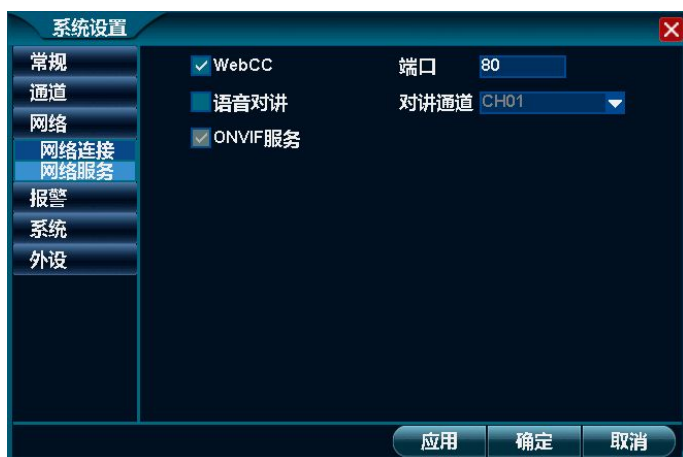 系统设置
常规
通道
网络
网络连接
网络服务
报警
系统
外设
WebCC 端口 80
语音对讲 对讲通道 CH01
ONVIF服务
应用 确定 取消